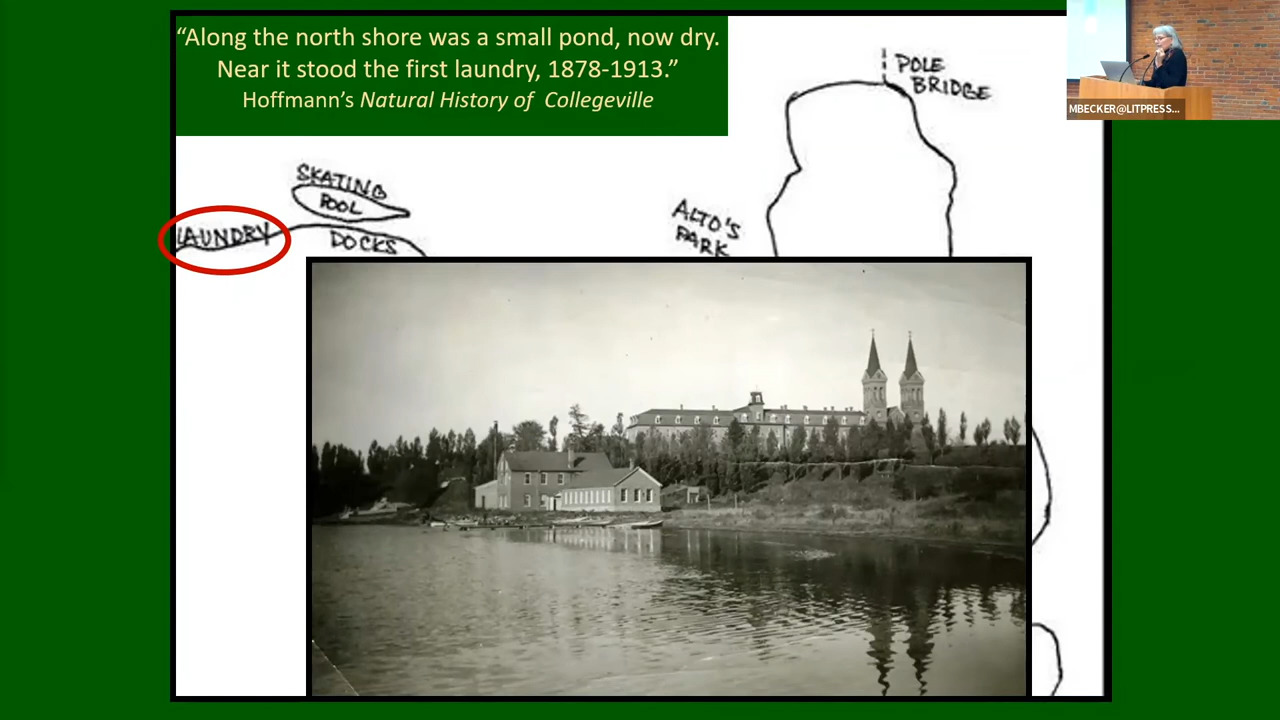 “Along the north shore was a small pond, now dry.
Near it stood the first laundry, 1878-1913.”
Hoffmann’s Natural History of Collegeville
POLE
BRIDGE
MBECKER@LITPRESS...
SKATING
POOL
LAUNDRY
DOCKS
ALTO'S
PARK